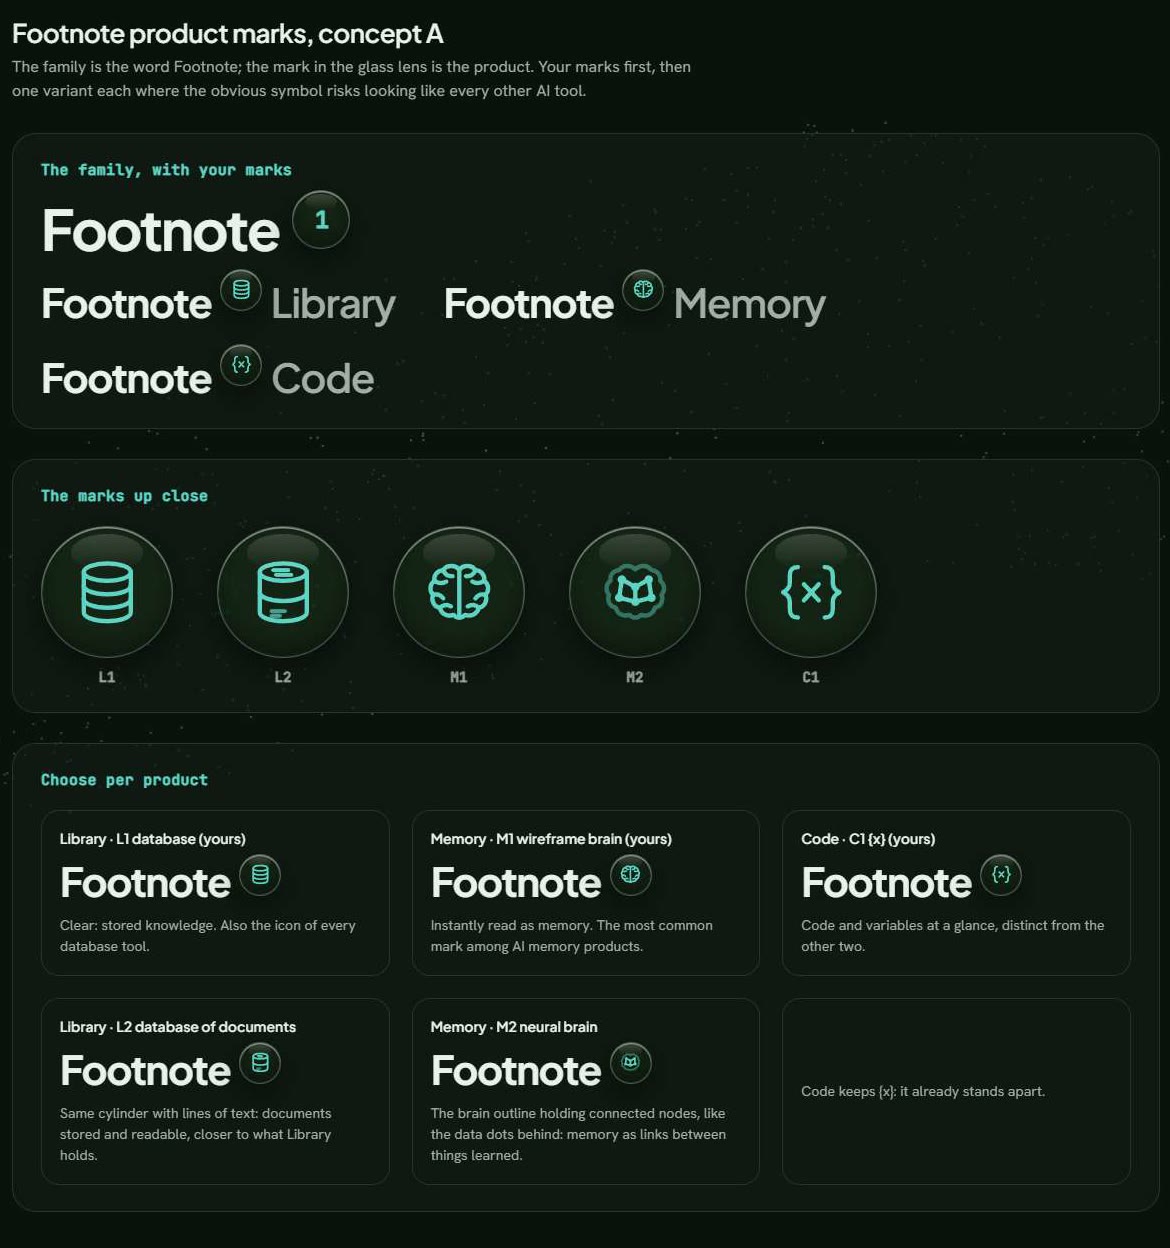 Footnote product marks, concept A
The family is the word Footnote; the mark in the glass lens is the product. Your marks first, then
one variant each where the obvious symbol risks looking like every other AI tool.
The family, with your marks
Footnote 1
Footnote Library
Footnote Memory
Footnote {x} Code
The marks up close
{x}
L1
L2
M1
M2
C1
Choose per product
Library · L1 database (yours)
Footnote
Clear: stored knowledge. Also the icon of every
database tool.
Memory · M1 wireframe brain (yours)
Footnote
Instantly read as memory. The most common
mark among AI memory products.
Code · C1 {x} (yours)
Footnote {x}
Code and variables at a glance, distinct from the
other two.
Library · L2 database of documents
Footnote
Same cylinder with lines of text: documents
stored and readable, closer to what Library
holds.
Memory · M2 neural brain
Footnote
The brain outline holding connected nodes, like
the data dots behind: memory as links between
things learned.
Code keeps {x}: it already stands apart.